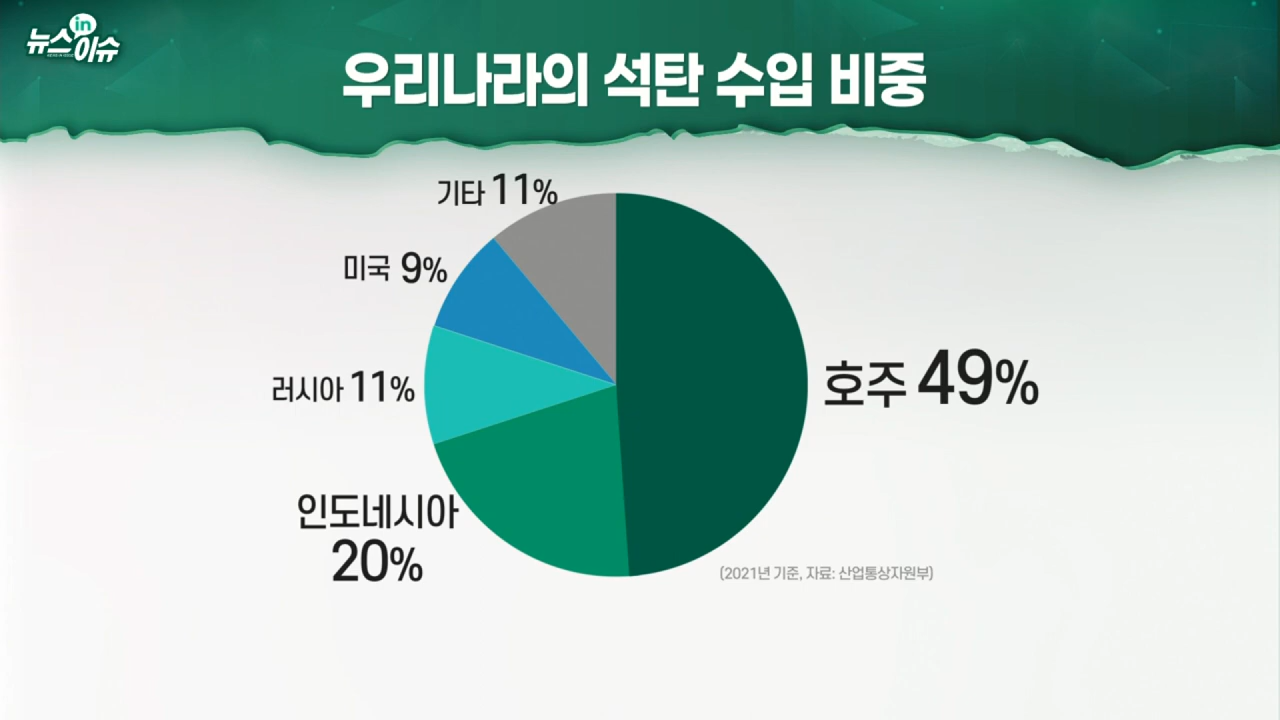 뉴스in이슈
우리나라의 석탄 수입 비중
기타 11%
미국 9%
호주 49%
러시아 11%
인도네시아
20%
(2021년 기준, 자료: 산업통상자원부)